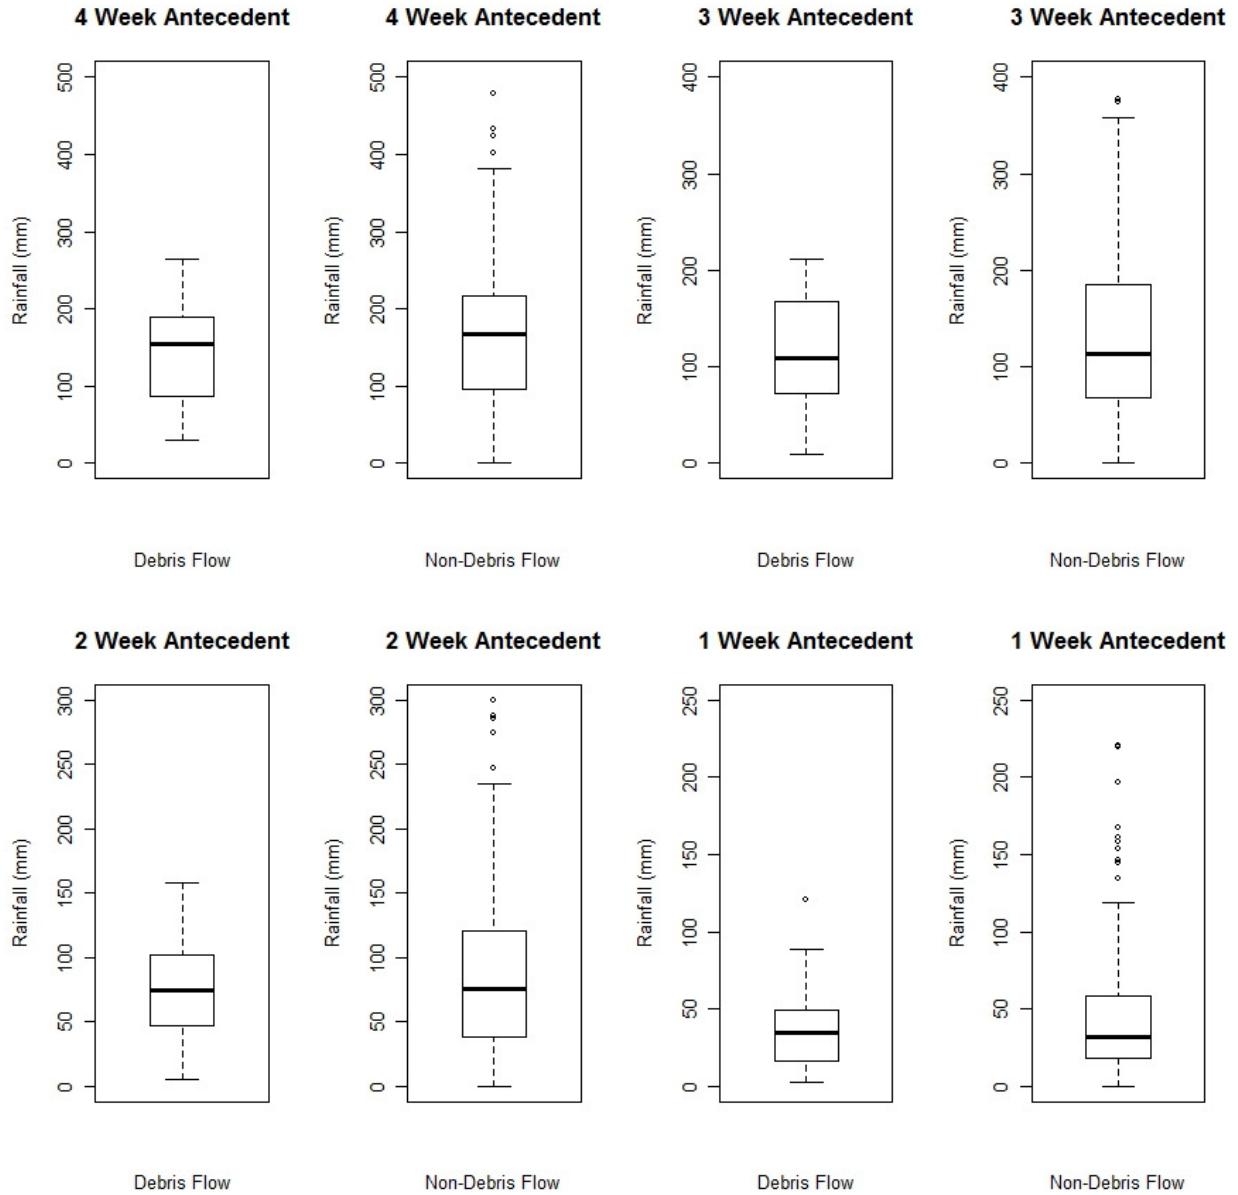 4 Week Antecedent
4 Week Antecedent
3 Week Antecedent
3 Week Antecedent
Rainfall (mm)
0 100 200 300 400 500
Rainfall (mm)
0 100 200 300 400 500
Rainfall (mm)
0 100 200 300 400
Rainfall (mm)
0 100 200 300 400
Debris Flow
Non-Debris Flow
Debris Flow
Non-Debris Flow
2 Week Antecedent
2 Week Antecedent
1 Week Antecedent
1 Week Antecedent
Rainfall (mm)
0 50 100 150 200 250 300
Rainfall (mm)
0 50 100 150 200 250 300
Rainfall (mm)
0 50 100 150 200 250
Rainfall (mm)
0 50 100 150 200 250
Debris Flow
Non-Debris Flow
Debris Flow
Non-Debris Flow